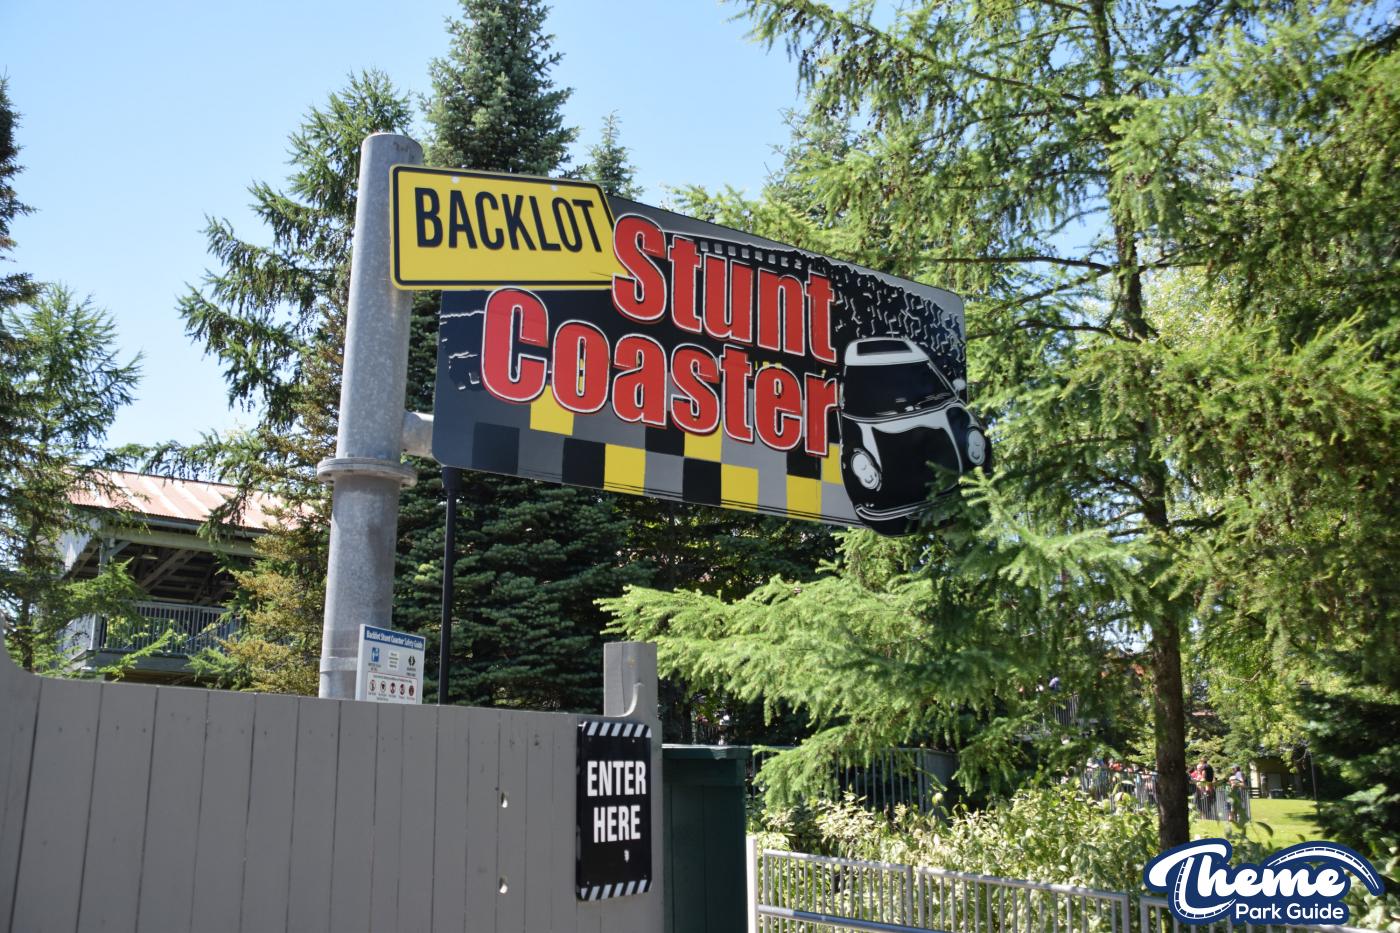 BACKLOT
Stunt
Coaster
Backlot Stunt Coaster Safety Guide
ENTER
HERE
Theme
Park Guide